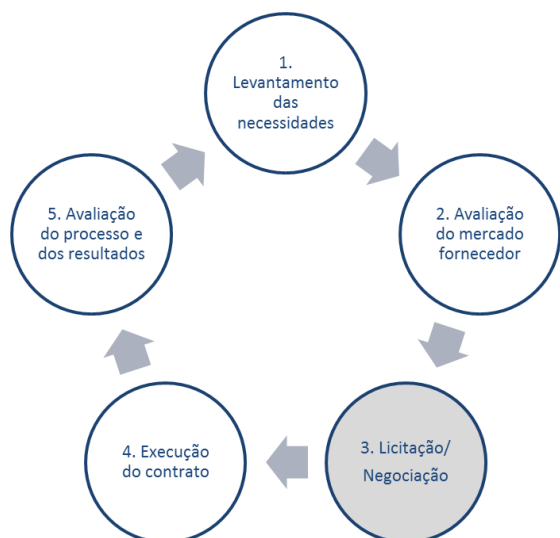 1.
Levantamento
das
necessidades
2. Avaliação
do mercado
fornecedor
3. Licitação/
Negociação
4. Execução
do contrato
5. Avaliação
do processo e
dos resultados